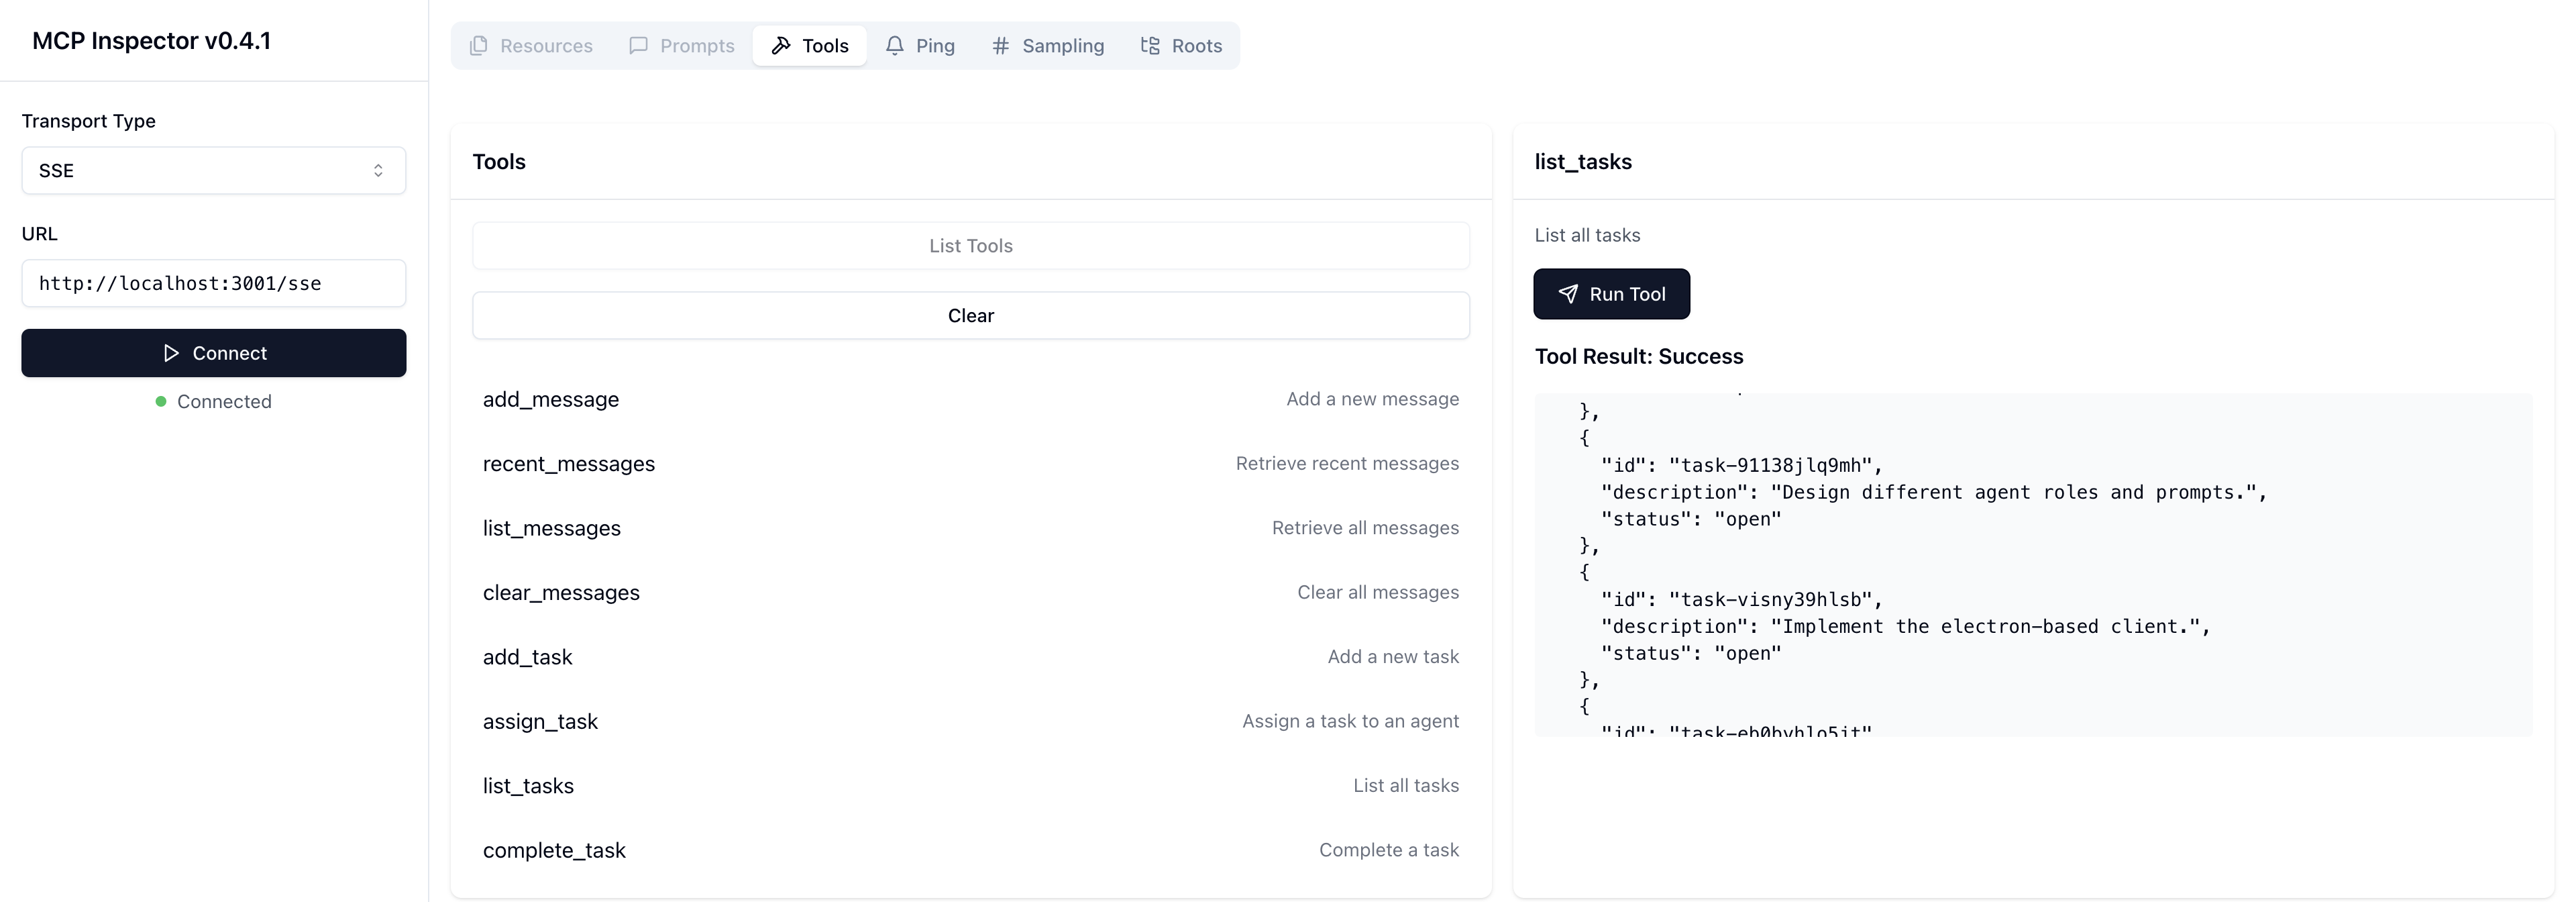 MCP Inspector v0.4.1
Transport Type
SSE
URL
http://localhost:3001/sse
Connect
Connected
Resources Prompts Tools Ping Sampling Roots
Tools
List Tools
Clear
add_message Add a new message
recent_messages Retrieve recent messages
list_messages Retrieve all messages
clear_messages Clear all messages
add_task Add a new task
assign_task Assign a task to an agent
list_tasks List all tasks
complete_task Complete a task
list_tasks
List all tasks
Run Tool
Tool Result: Success
},
{
"id": "task-91138jlq9mh",
"description": "Design different agent roles and prompts.",
"status": "open"
},
{
"id": "task-visny39hlsb",
"description": "Implement the electron-based client.",
"status": "open"
},
{
"id":